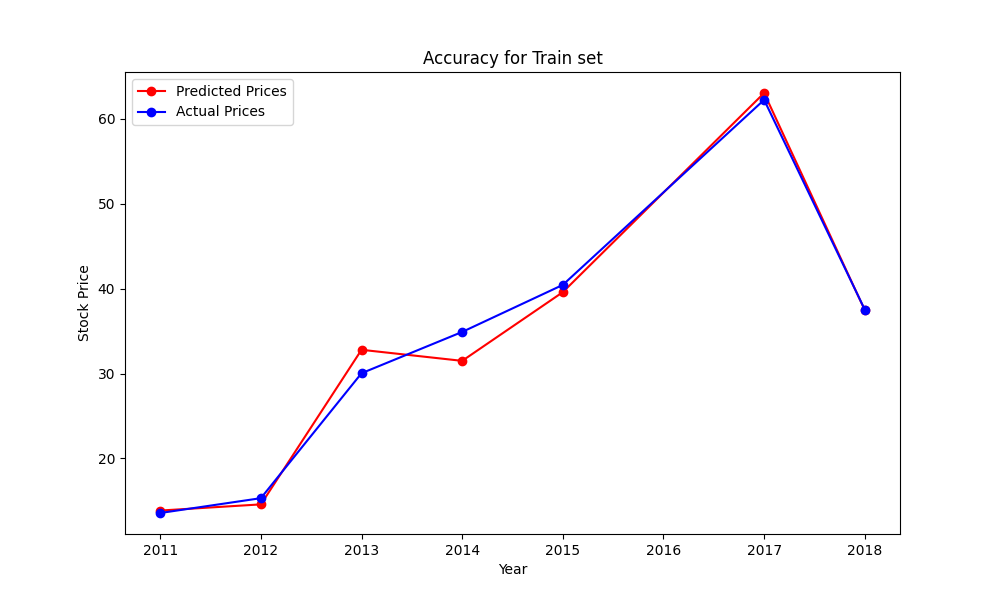 Accuracy for Train set
Predicted Prices
Actual Prices
60
50
40
30
20
Stock Price
2011 2012 2013 2014 2015 2016 2017 2018
Year